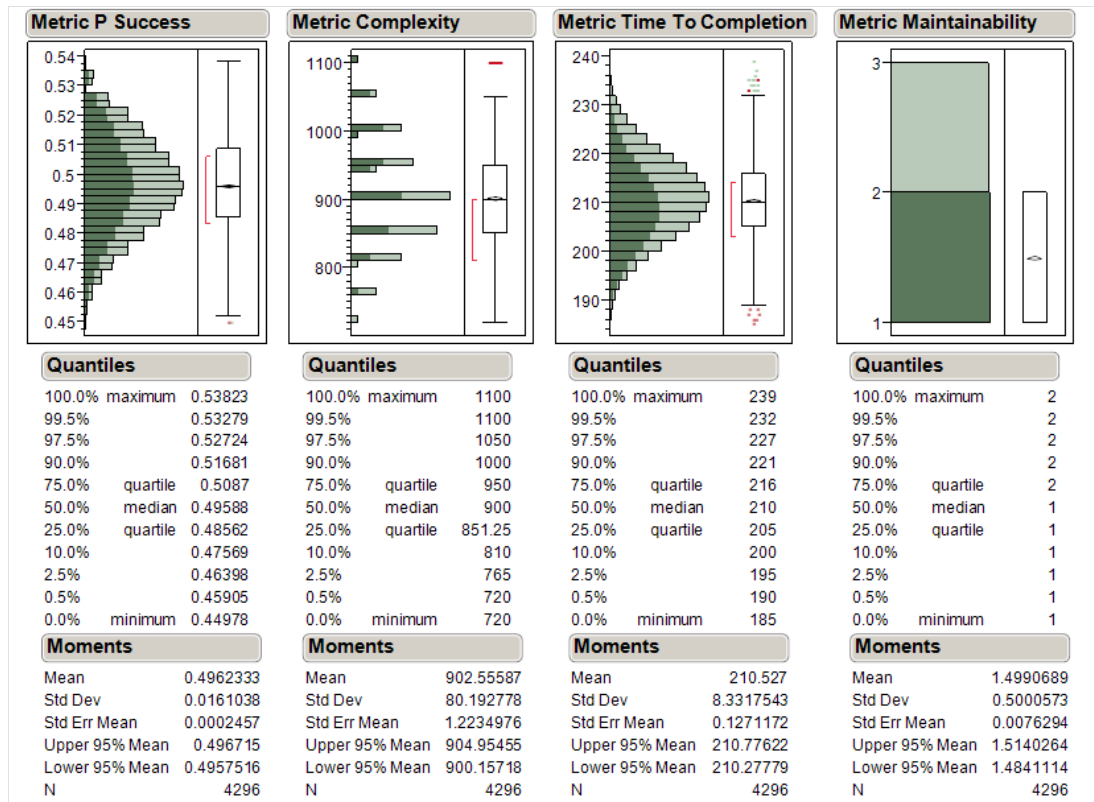 Metric P Success
0.54
0.53
0.52
0.51
0.5
0.49
0.48
0.47
0.46
0.45
Quantiles
100.0% maximum 0.53823
99.5% 0.53279
97.5% 0.52724
90.0% 0.51681
75.0% quartile 0.5087
50.0% median 0.49588
25.0% quartile 0.48562
10.0% 0.47569
2.5% 0.46398
0.5% 0.45905
0.0% minimum 0.44978
Moments
Mean 0.4962333
Std Dev 0.0161038
Std Err Mean 0.0002457
Upper 95% Mean 0.496715
Lower 95% Mean 0.4957516
N 4296
Metric Complexity
1100
1000
900
800
Quantiles
100.0% maximum 1100
99.5% 1100
97.5% 1050
90.0% 1000
75.0% quartile 950
50.0% median 900
25.0% quartile 851.25
10.0% 810
2.5% 765
0.5% 720
0.0% minimum 720
Moments
Mean 902.55587
Std Dev 80.192778
Std Err Mean 1.2234976
Upper 95% Mean 904.95455
Lower 95% Mean 900.15718
N 4296
Metric Time To Completion
240
230
220
210
200
190
Quantiles
100.0% maximum 239
99.5% 232
97.5% 227
90.0% 221
75.0% quartile 216
50.0% median 210
25.0% quartile 205
10.0% 200
2.5% 195
0.5% 190
0.0% minimum 185
Moments
Mean 210.527
Std Dev 8.3317543
Std Err Mean 0.1271172
Upper 95% Mean 210.77622
Lower 95% Mean 210.27779
N 4296
Metric Maintainability
3
2
1
Quantiles
100.0% maximum 2
99.5% 2
97.5% 2
90.0% 2
75.0% quartile 2
50.0% median 1
25.0% quartile 1
10.0% 1
2.5% 1
0.5% 1
0.0% minimum 1
Moments
Mean 1.4990689
Std Dev 0.5000573
Std Err Mean 0.0076294
Upper 95% Mean 1.5140264
Lower 95% Mean 1.4841114
N 4296